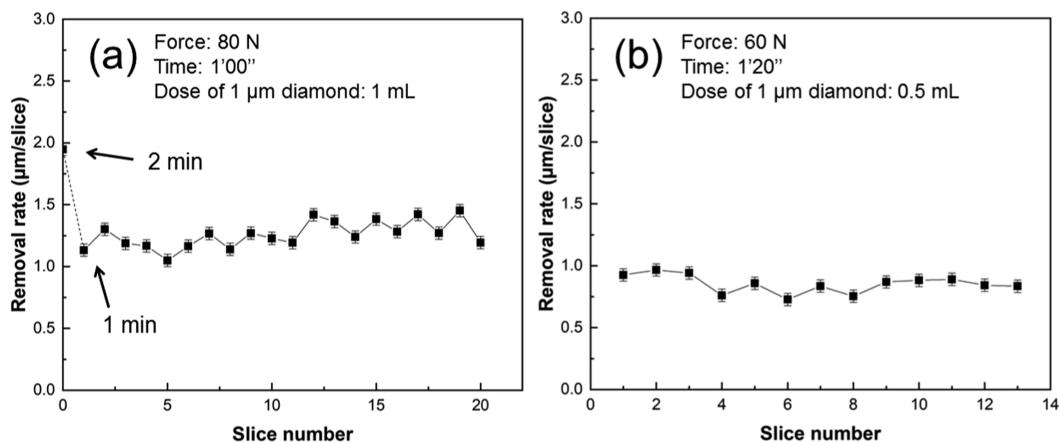 (a)
Force: 80 N
Time: 1'00’’
Dose of 1 μm diamond: 1 mL
Removal rate (μm/slice)
3.0
2.5
2.0
1.5
1.0
0.5
0.0
2 min
1 min
0 5 10 15 20
Slice number
(b)
Force: 60 N
Time: 1'20’’
Dose of 1 μm diamond: 0.5 mL
Removal rate (μm/slice)
3.0
2.5
2.0
1.5
1.0
0.5
0.0
0 2 4 6 8 10 12 14
Slice number